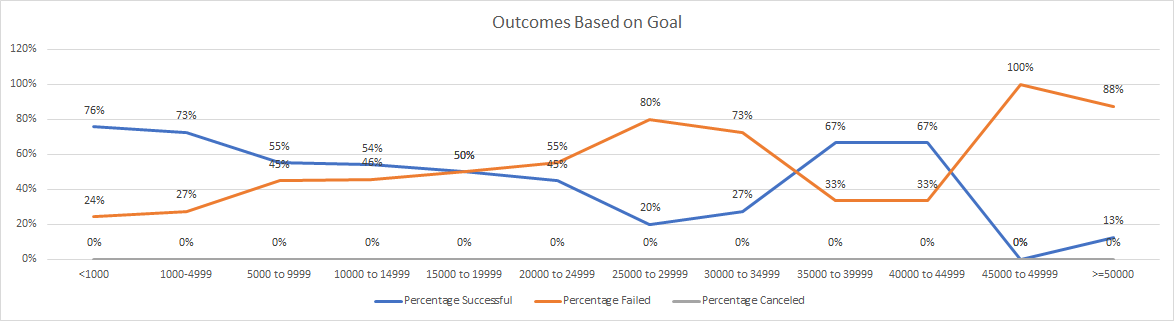 Outcomes Based on Goal
120%
100%
80%
60%
40%
20%
0%
76% 73% 55% 54% 50% 45% 20% 27% 67% 67% 0% 13%
24% 27% 45% 46% 50% 55% 80% 73% 33% 33% 100% 88%
0% 0% 0% 0% 0% 0% 0% 0% 0% 0% 0% 0%
<1000 1000-4999 5000 to 9999 10000 to 14999 15000 to 19999 20000 to 24999 25000 to 29999 30000 to 34999 35000 to 39999 40000 to 44999 45000 to 49999 >=50000
Percentage Successful Percentage Failed Percentage Canceled